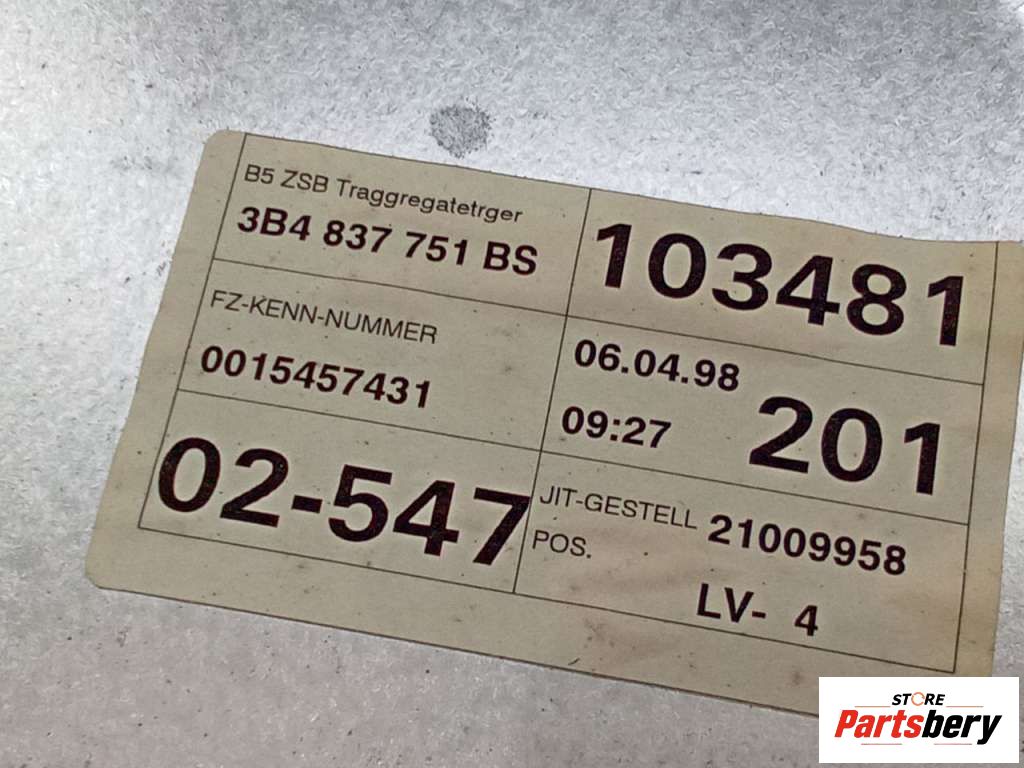 B5 ZSB Traggregatetrger
3B4 837 751 BS
103481
FZ-KENN-NUMMER
0015457431
06.04.98
09:27
201
02-547
JIT-GESTELL 21009958
POS.
LV- 4
STORE
Partsbery